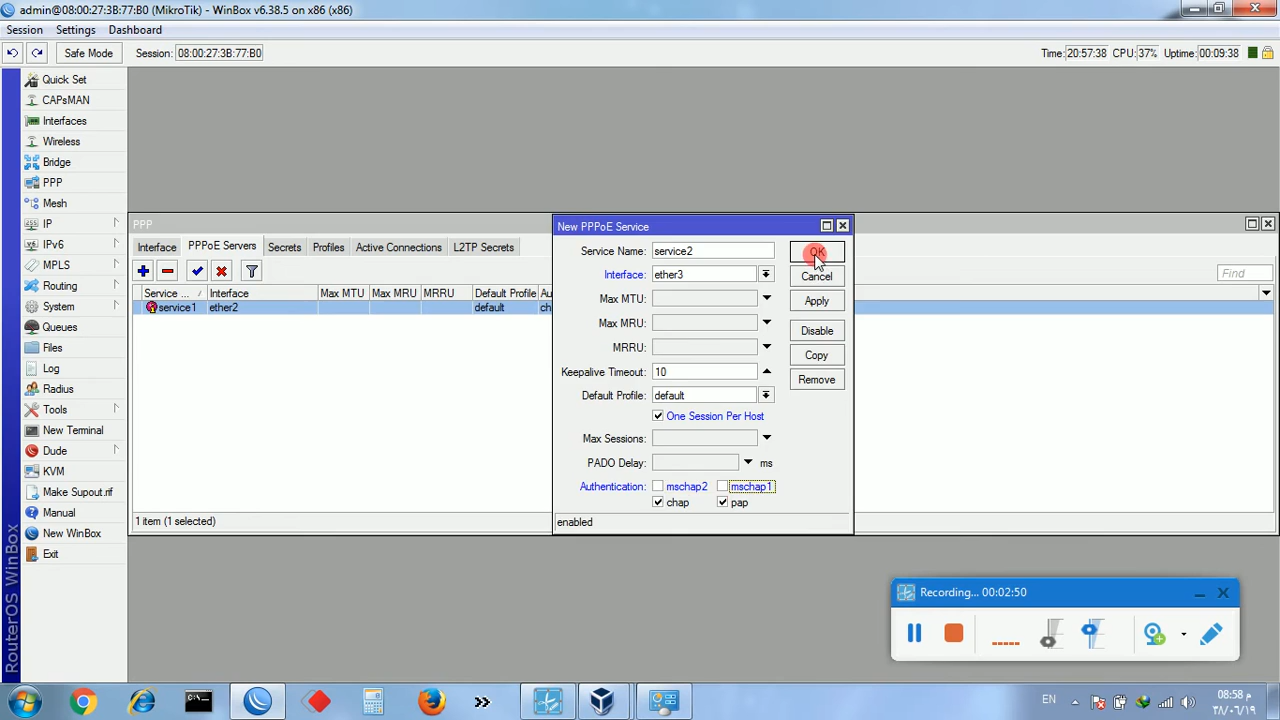 admin@08:00:27:3B:77:B0 (MikroTik) - WinBox v6.38.5 on x86 (x86)
Session Settings Dashboard
Safe Mode Session: 08:00:27:3B:77:B0 Time: 20:57:38 CPU: 37% Uptime: 00:09:38
Quick Set
CAPsMAN
Interfaces
Wireless
Bridge
PPP
Mesh
IP
IPv6
MPLS
Routing
System
Queues
Files
Log
Radius
Tools
New Terminal
Dude
KVM
Make Supout.rif
Manual
New WinBox
Exit
RouterOS WinBox
PPP
Interface PPPoE Servers Secrets Profiles Active Connections L2TP Secrets
Find
Service ... Interface Max MTU Max MRU MRRU Default Profile Au
service1 ether2 default ch
1 item (1 selected)
New PPPoE Service
Service Name: service2
Interface: ether3
Max MTU:
Max MRU:
MRRU:
Keepalive Timeout: 10
Default Profile: default
One Session Per Host
Max Sessions:
PADO Delay: ms
Authentication: mschap2 mschap1
chap pap
enabled
OK
Cancel
Apply
Disable
Copy
Remove
Recording... 00:02:50
EN
08:58 م
٣٨/٠٦/١٩